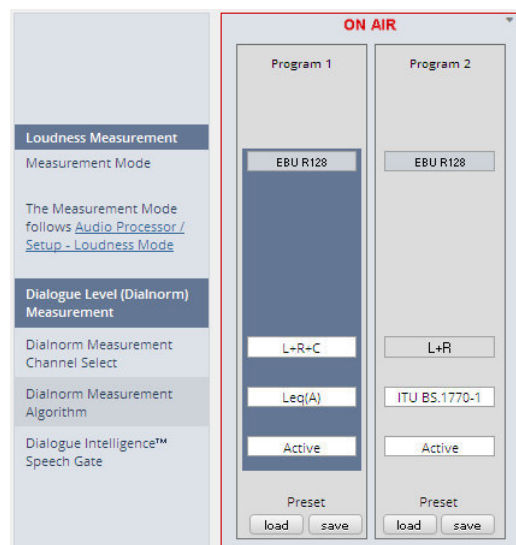 ON AIR
Program 1
Program 2
Loudness Measurement
Measurement Mode
EBU R128
EBU R128
The Measurement Mode
follows Audio Processor /
Setup - Loudness Mode
Dialogue Level (Dialnorm)
Measurement
Dialnorm Measurement
Channel Select
L+R+C
L+R
Dialnorm Measurement
Algorithm
Leq(A)
ITU BS.1770-1
Dialogue Intelligence™
Speech Gate
Active
Active
Preset
Preset
load
save
load
save